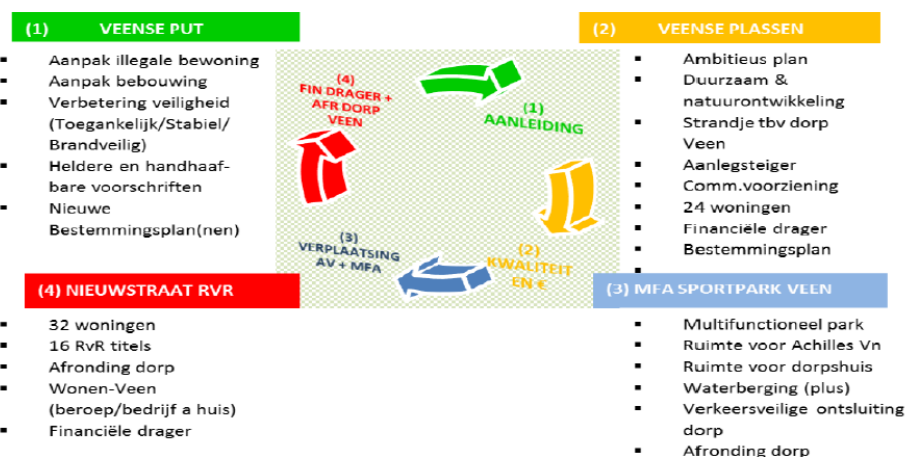 (1) VEENSE PUT
▪ Aanpak illegale bewoning
▪ Aanpak bebouwing
▪ Verbetering veiligheid
(Toegankelijk/Stabiel/
Brandveilig)
▪ Heldere en handhaaf-
bare voorschriften
▪ Nieuwe
Bestemmingsplan(nen)
(4)
FIN DRAGER +
AFR DORP
VEEN
(1)
AANLEIDING
(3)
VERPLAATSING
AV + MFA
(2)
KWALITEIT
EN €
(2) VEENSE PLASSEN
▪ Ambitieus plan
▪ Duurzaam &
natuurontwikkeling
▪ Strandje tbv dorp
Veen
▪ Aanlegsteiger
▪ Comm.voorziening
▪ 24 woningen
▪ Financiële drager
▪ Bestemmingsplan
▪
(4) NIEUWSTRAAT RVR
▪ 32 woningen
▪ 16 RvR titels
▪ Afronding dorp
▪ Wonen-Veen
(beroep/bedrijf a huis)
▪ Financiële drager
(3) MFA SPORTPARK VEEN
▪ Multifunctioneel park
▪ Ruimte voor Achilles Vn
▪ Ruimte voor dorpshuis
▪ Waterberging (plus)
▪ Verkeersveilige ontsluiting
dorp
▪ Afronding dorp